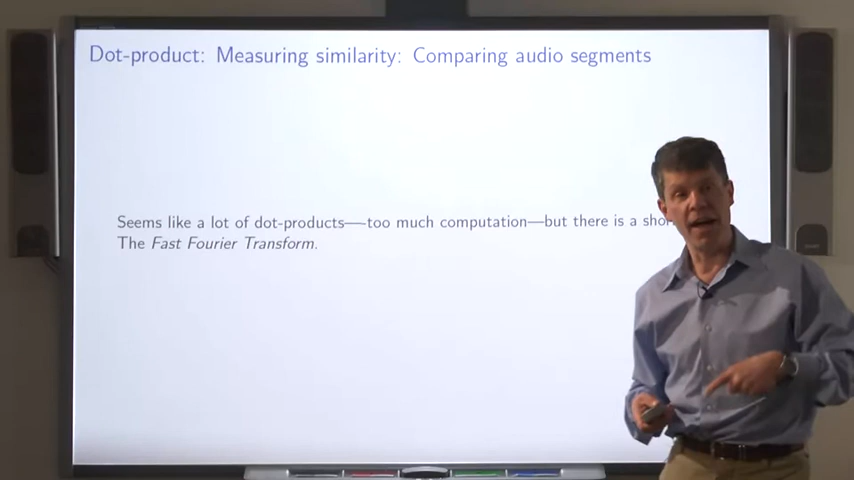 Dot-product: Measuring similarity: Comparing audio segments
Seems like a lot of dot-products—too much computation—but there is a
The Fast Fourier Transform.